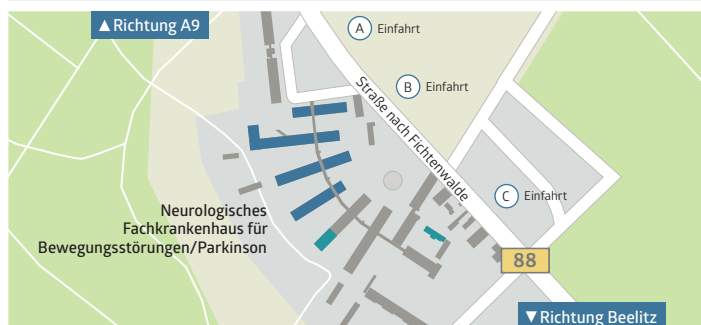 ▲ Richtung A9
A Einfahrt
B Einfahrt
Straße nach Fichtenwalde
C Einfahrt
Neurologisches
Fachkrankenhaus für
Bewegungsstörungen/Parkinson
88
▼ Richtung Beelitz